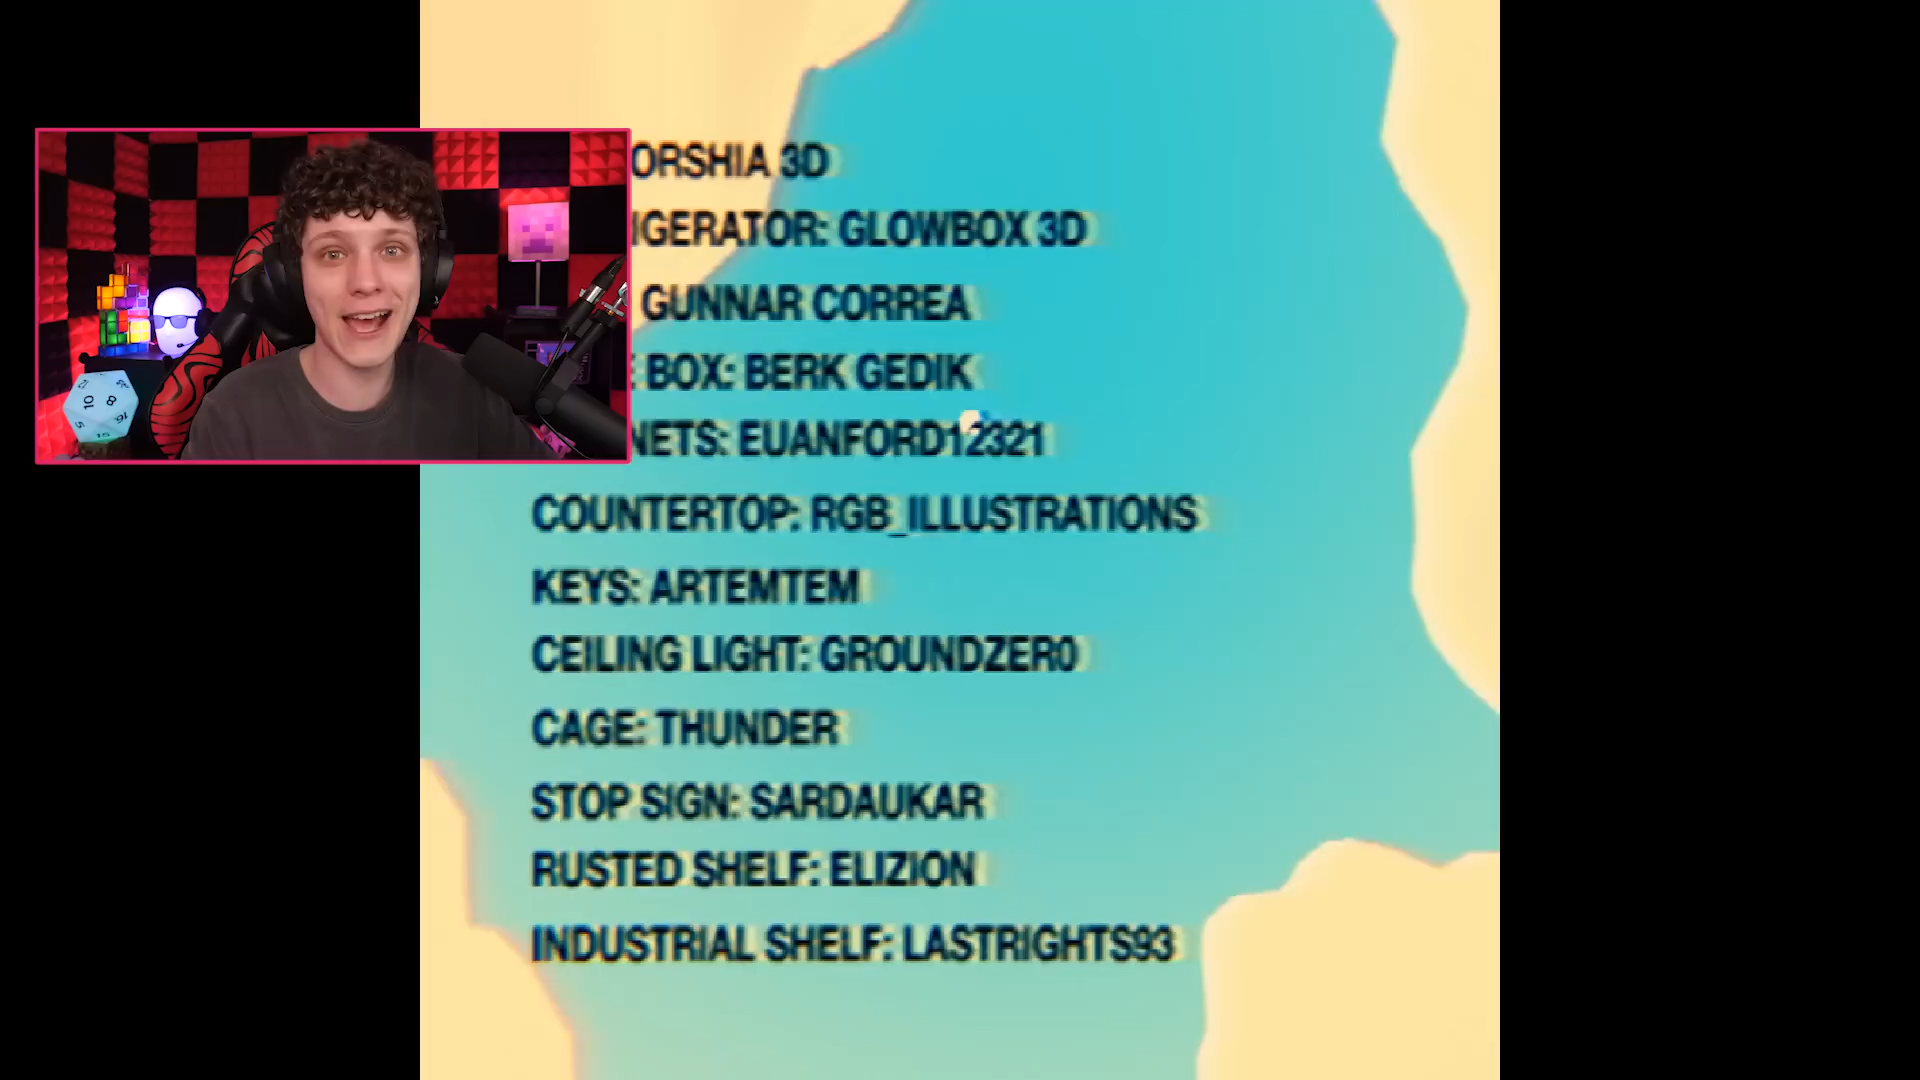 ORSHIA 3D
IGERATOR: GLOWBOX 3D
GUNNAR CORREA
BOX: BERK GEDIK
NETS: EUANFORD12321
COUNTERTOP: RGB_ILLUSTRATIONS
KEYS: ARTEMTEM
CEILING LIGHT: GROUNDZER0
CAGE: THUNDER
STOP SIGN: SARDAUKAR
RUSTED SHELF: ELIZION
INDUSTRIAL SHELF: LASTRIGHTS93